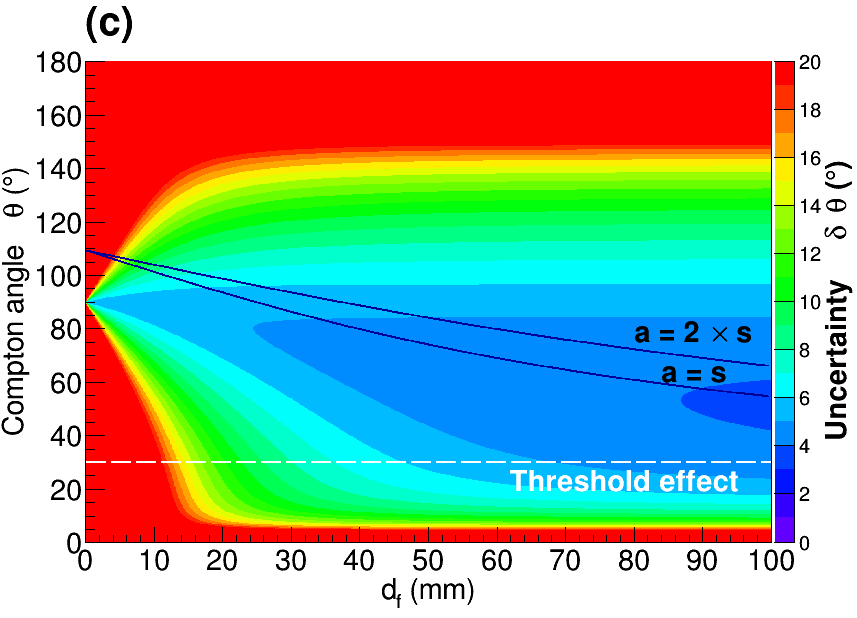 (c)
180
160
140
120
100
80
60
40
20
0
Compton angle θ (°)
a = 2 × s
a = s
Threshold effect
0 10 20 30 40 50 60 70 80 90 100
d_f (mm)
20
18
16
14
12
10
8
6
4
2
0
Uncertainty δ θ (°)